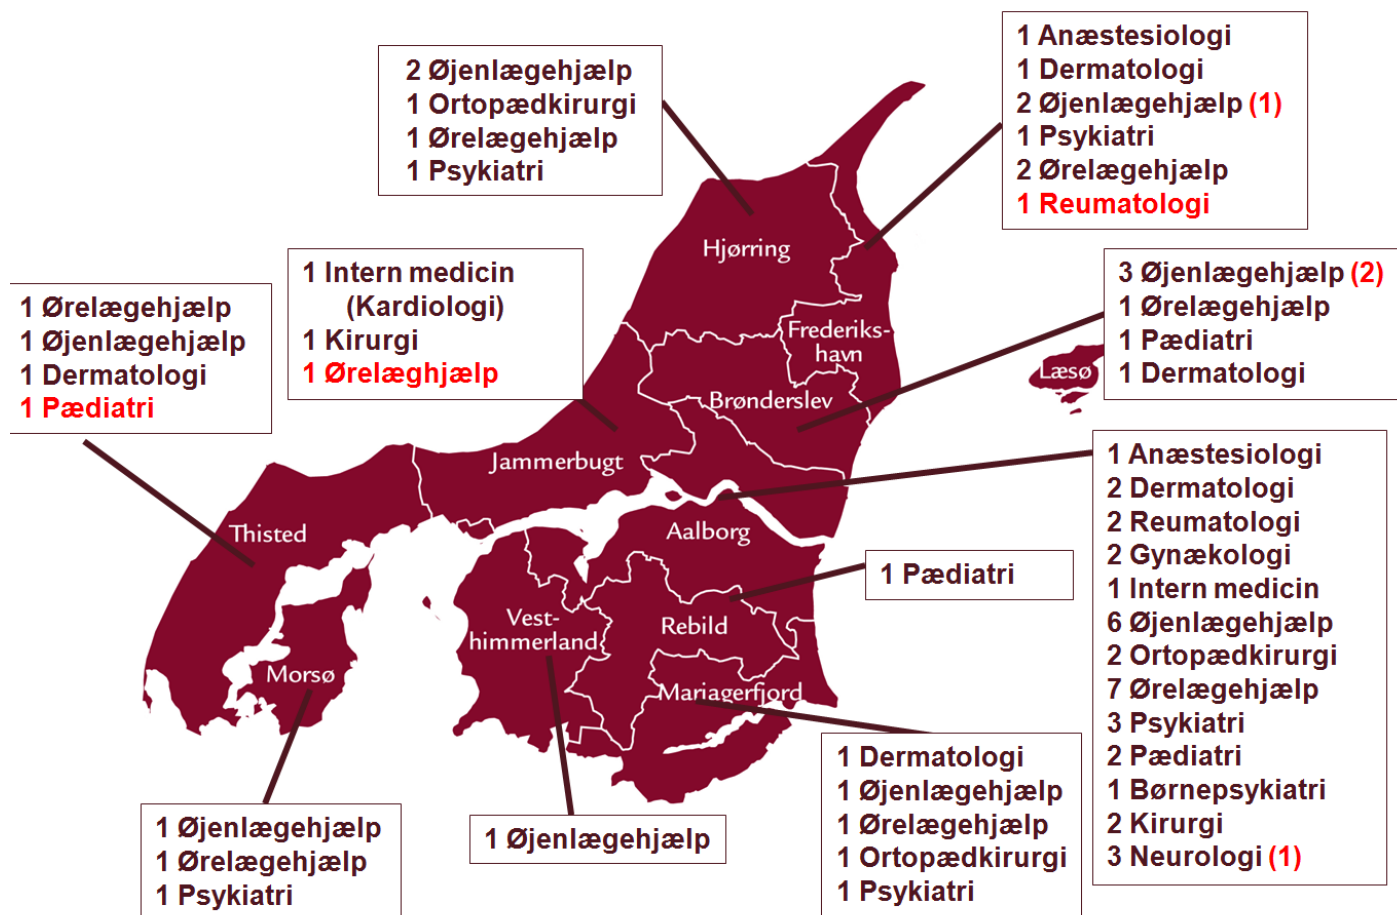 2 Øjenlægehjælp
1 Ortopædkirurgi
1 Ørelægehjælp
1 Psykiatri
1 Anæstesiologi
1 Dermatologi
2 Øjenlægehjælp (1)
1 Psykiatri
2 Ørelægehjælp
1 Reumatologi
1 Intern medicin
(Kardiologi)
1 Kirurgi
1 Ørelæghjælp
1 Ørelægehjælp
1 Øjenlægehjælp
1 Dermatologi
1 Pædiatri
3 Øjenlægehjælp (2)
1 Ørelægehjælp
1 Pædiatri
1 Dermatologi
Hjørring
Frederiks-
havn
Læsø
Brønderslev
Jammerbugt
Thisted
Aalborg
Vest-
himmerland
Rebild
Morsø
Mariagerfjord
1 Anæstesiologi
2 Dermatologi
2 Reumatologi
2 Gynækologi
1 Intern medicin
6 Øjenlægehjælp
2 Ortopædkirurgi
7 Ørelægehjælp
3 Psykiatri
2 Pædiatri
1 Børnepsykiatri
2 Kirurgi
3 Neurologi (1)
1 Pædiatri
1 Øjenlægehjælp
1 Ørelægehjælp
1 Psykiatri
1 Øjenlægehjælp
1 Dermatologi
1 Øjenlægehjælp
1 Ørelægehjælp
1 Ortopædkirurgi
1 Psykiatri